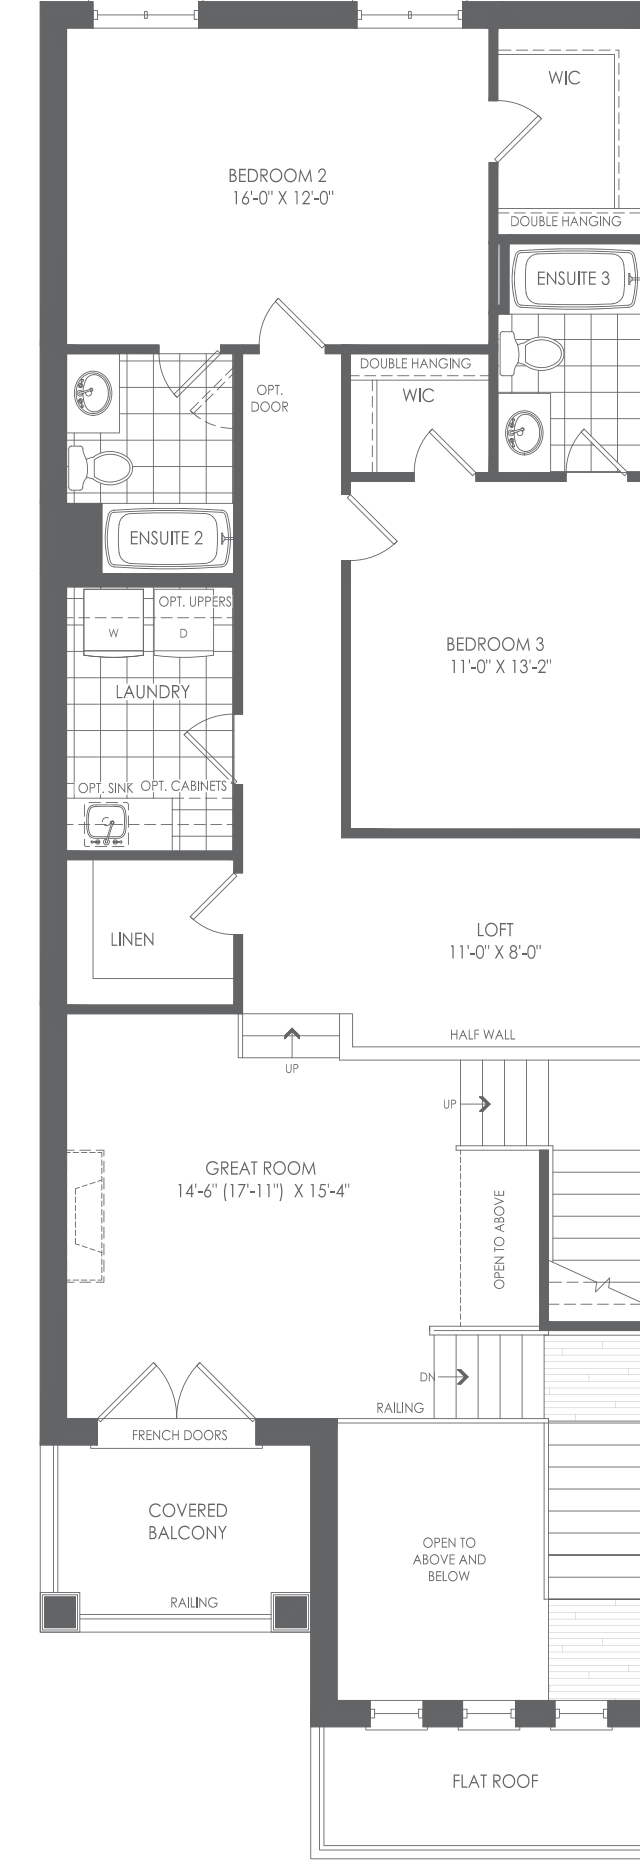 WIC
BEDROOM 2
16'-0" X 12'-0"
DOUBLE HANGING
ENSUITE 3
DOUBLE HANGING
WIC
OPT.
DOOR
ENSUITE 2
OPT. UPPERS
W
D
BEDROOM 3
11'-0" X 13'-2"
LAUNDRY
OPT. SINK
OPT. CABINETS
LINEN
LOFT
11'-0" X 8'-0"
HALF WALL
UP
UP
GREAT ROOM
14'-6" (17'-11") X 15'-4"
OPEN TO ABOVE
DN
RAILING
FRENCH DOORS
COVERED
BALCONY
OPEN TO
ABOVE AND
BELOW
RAILING
FLAT ROOF